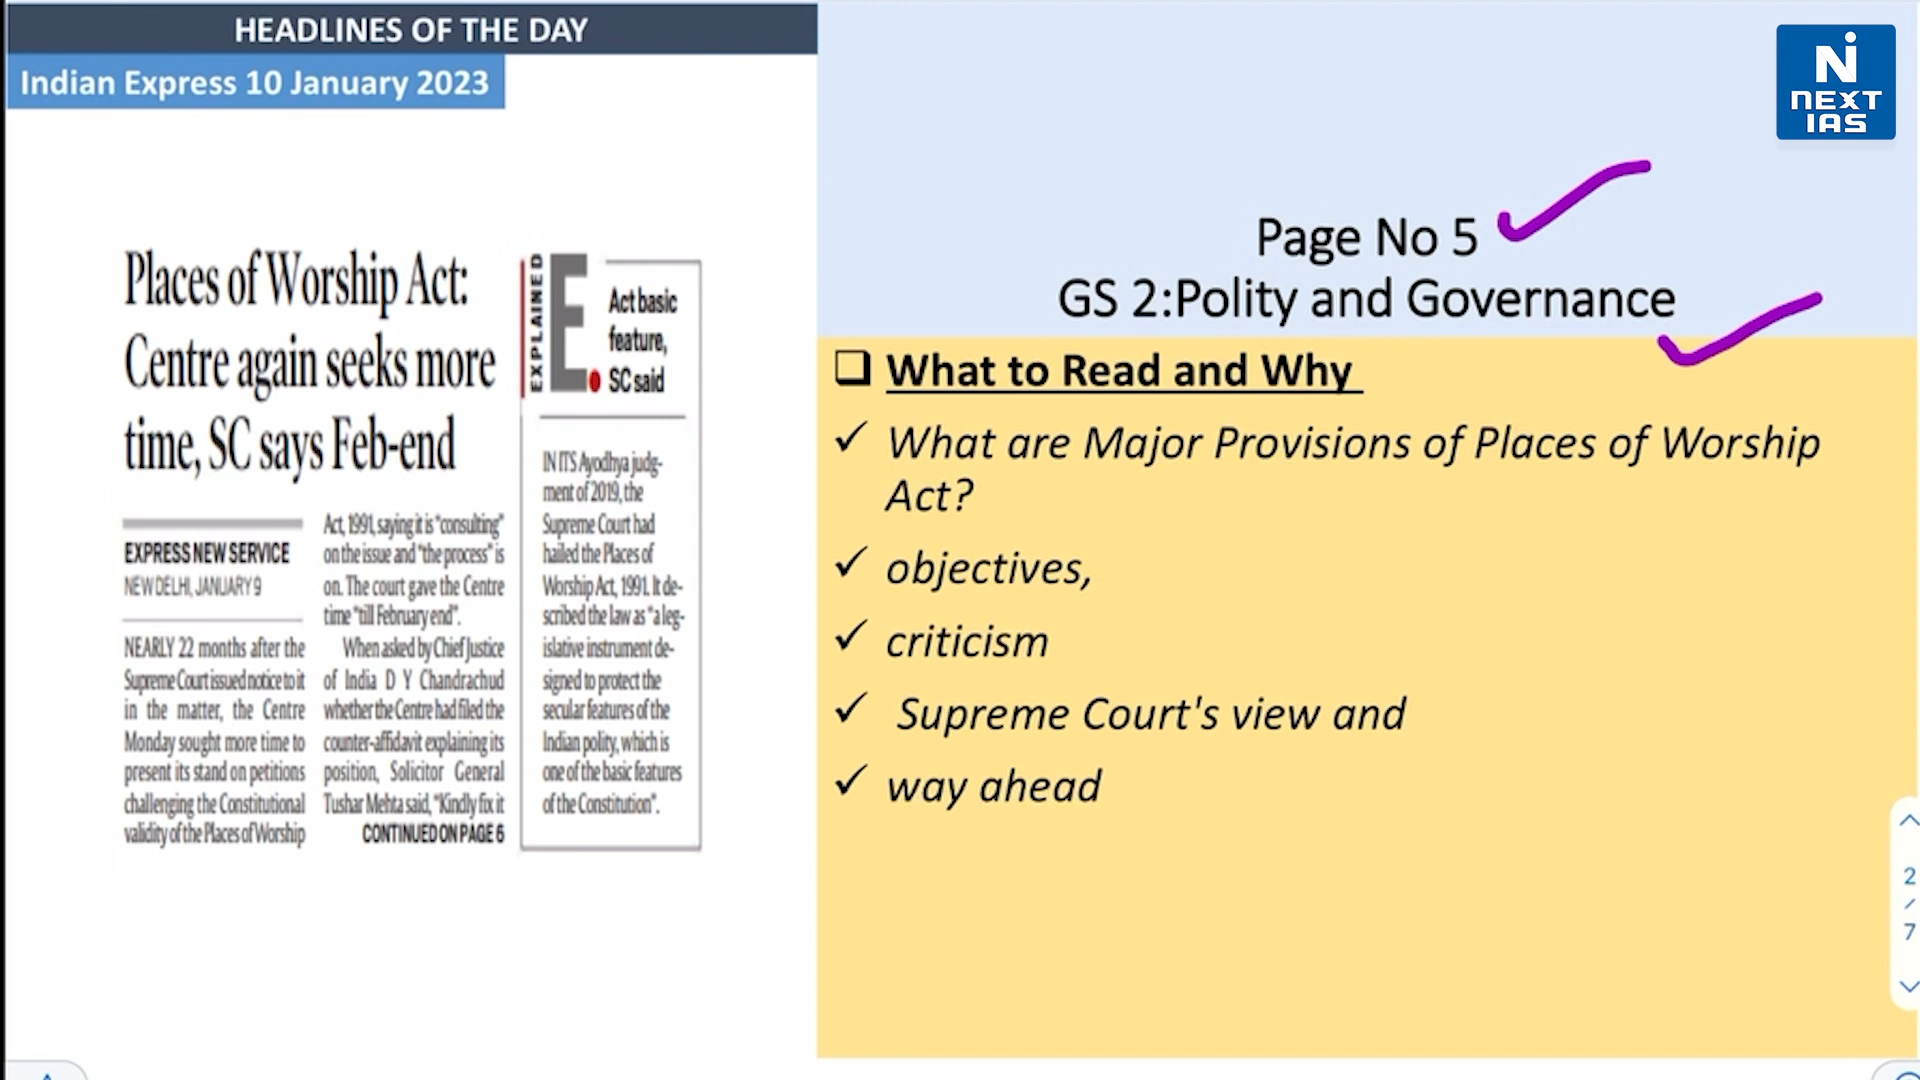 HEADLINES OF THE DAY
Indian Express 10 January 2023
Places of Worship Act:
Centre again seeks more
time, SC says Feb-end
EXPRESS NEW SERVICE
NEW DELHI, JANUARY 9
NEARLY 22 months after the
Supreme Court issued notice to it
in the matter, the Centre
Monday sought more time to
present its stand on petitions
challenging the Constitutional
validity of the Places of Worship
Act, 1991, saying it is "consulting"
on the issue and "the process" is
on. The court gave the Centre
time "till February end".
When asked by Chief Justice
of India D Y Chandrachud
whether the Centre had filed the
counter-affidavit explaining its
position, Solicitor General
Tushar Mehta said, "Kindly fix it
CONTINUED ON PAGE 6
EXPLAINED
E.
Act basic
feature,
SC said
IN ITS Ayodhya judg-
ment of 2019, the
Supreme Court had
hailed the Places of
Worship Act, 1991. It de-
scribed the law as "a leg-
islative instrument de-
signed to protect the
secular features of the
Indian polity, which is
one of the basic features
of the Constitution".
NEXT
IAS
Page No 5
GS 2:Polity and Governance
What to Read and Why
What are Major Provisions of Places of Worship
Act?
objectives,
criticism
Supreme Court's view and
way ahead
2
/
7